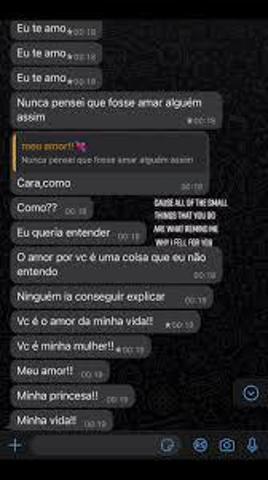 Eu te amo ★00:18
Eu te amo ★00:18
Eu te amo ★00:18
Nunca pensei que fosse amar alguém
assim
★00:18
meu amor!!💘
Nunca pensei que fosse amar alguém assim
Cara,como
00:18
Como?? 00:18
CAUSE ALL OF THE SMALL
THINGS THAT YOU DO
ARE WHAT REMIND ME
WHY I FELL FOR YOU
Eu queria entender 00:18
O amor por vc é uma coisa que eu não
entendo
00:18
Ninguém ia conseguir explicar 00:19
Vc é o amor da minha vida!! ★00:19
Vc é minha mulher!! ★00:19
Meu amor!! 00:19
Minha princesa!! 00:19
Minha vida!! 00:19